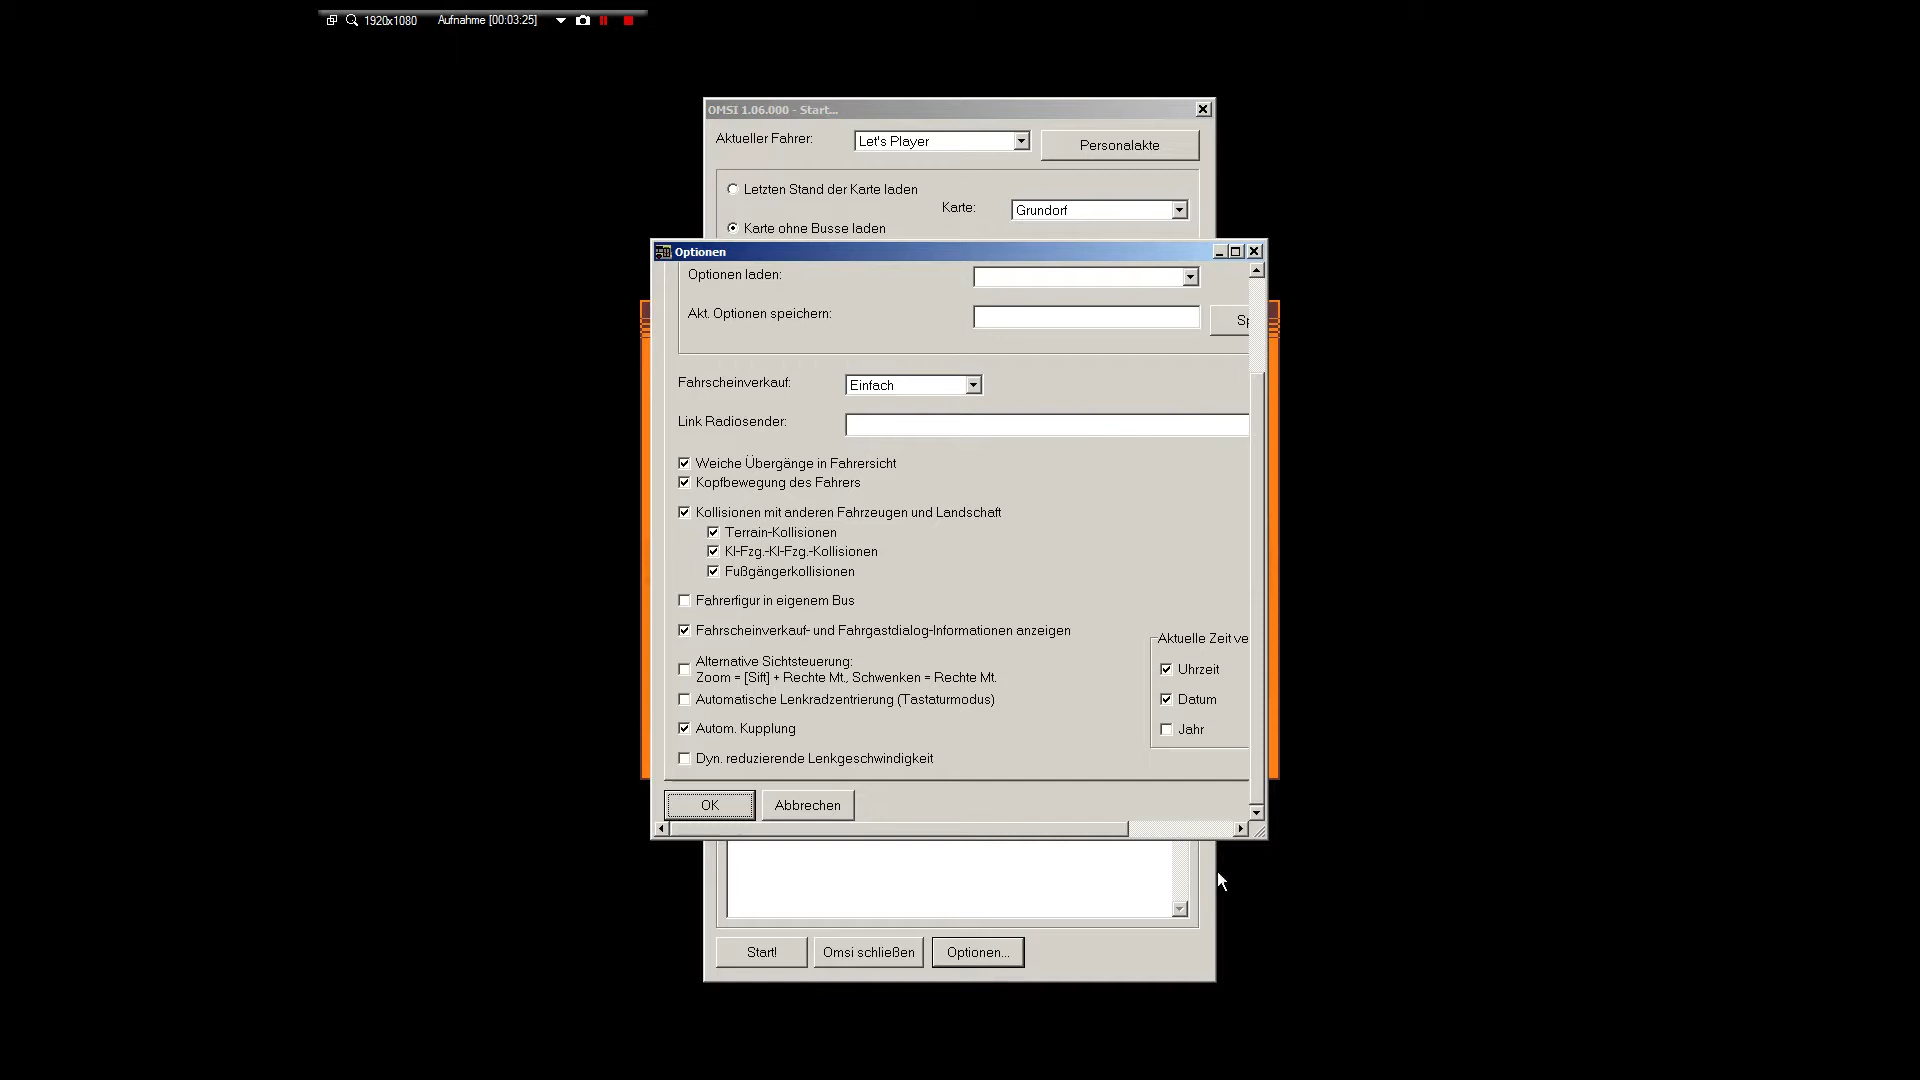 1920x1080 Aufnahme [00:03:25]
OMSI 1.06.000 - Start...
Aktueller Fahrer: Let's Player Personalakte
Letzten Stand der Karte laden
Karte: Grundorf
Karte ohne Busse laden
Optionen
Optionen laden:
Akt. Optionen speichern: Sp
Fahrscheinverkauf: Einfach
Link Radiosender:
Weiche Übergänge in Fahrersicht
Kopfbewegung des Fahrers
Kollisionen mit anderen Fahrzeugen und Landschaft
Terrain-Kollisionen
KI-Fzg.-KI-Fzg.-Kollisionen
Fußgängerkollisionen
Fahrerfigur in eigenem Bus
Fahrscheinverkauf- und Fahrgastdialog-Informationen anzeigen
Aktuelle Zeit ve
Alternative Sichtsteuerung:
Zoom = [Sift] + Rechte Mt., Schwenken = Rechte Mt.
Uhrzeit
Automatische Lenkradzentrierung (Tastaturmodus)
Datum
Autom. Kupplung
Jahr
Dyn. reduzierende Lenkgeschwindigkeit
OK Abbrechen
Start! Omsi schließen Optionen...